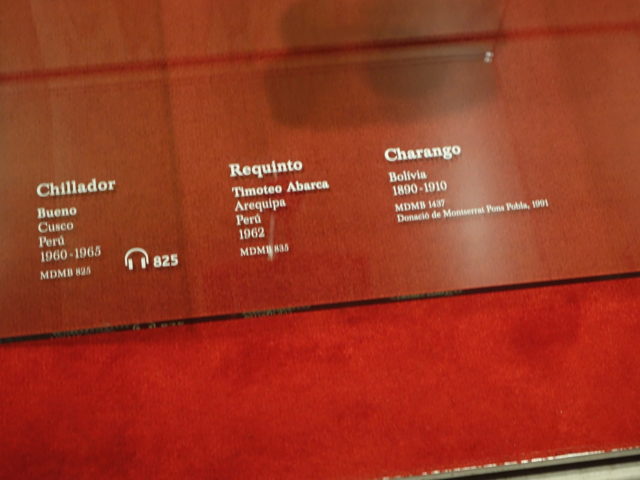 Chillador
Bueno
Cusco
Perú
1960-1965
MDMB 825
825
Requinto
Timoteo Abarca
Arequipa
Perú
1962
MDMB 835
Charango
Bolívia
1890-1910
MDMB 1437
Donació de Montserrat Pons Pobla, 1991